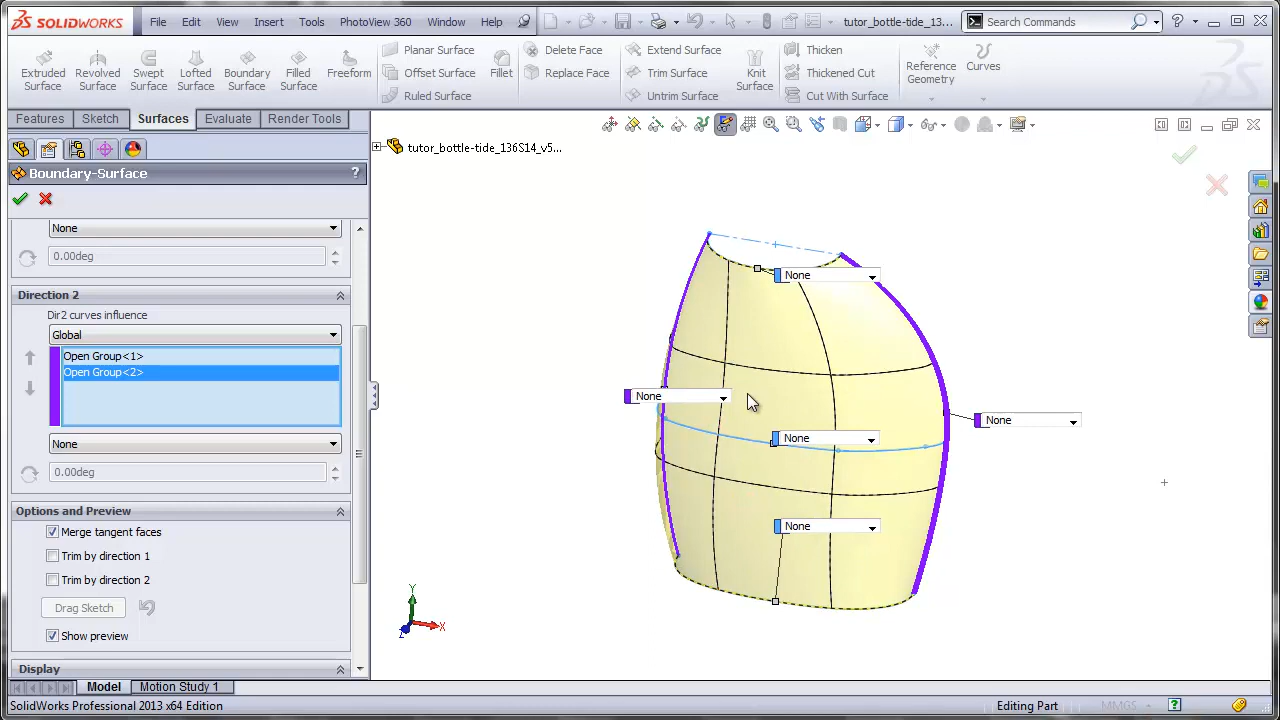 SOLIDWORKS File Edit View Insert Tools PhotoView 360 Window Help tutor_bottle-tide_13... Search Commands ?
Extruded Surface
Revolved Surface
Swept Surface
Lofted Surface
Boundary Surface
Filled Surface
Freeform
Planar Surface
Offset Surface
Ruled Surface
Fillet
Delete Face
Replace Face
Extend Surface
Trim Surface
Untrim Surface
Knit Surface
Thicken
Thickened Cut
Cut With Surface
Reference Geometry
Curves
Features Sketch Surfaces Evaluate Render Tools
tutor_bottle-tide_136S14_v5...
Boundary-Surface ?
None
0.00deg
Direction 2
Dir2 curves influence
Global
Open Group<1>
Open Group<2>
None
0.00deg
Options and Preview
Merge tangent faces
Trim by direction 1
Trim by direction 2
Drag Sketch
Show preview
Display
None
None
None
None
None
Y
X
Z
Model Motion Study 1
SolidWorks Professional 2013 x64 Edition Editing Part MMGS ?